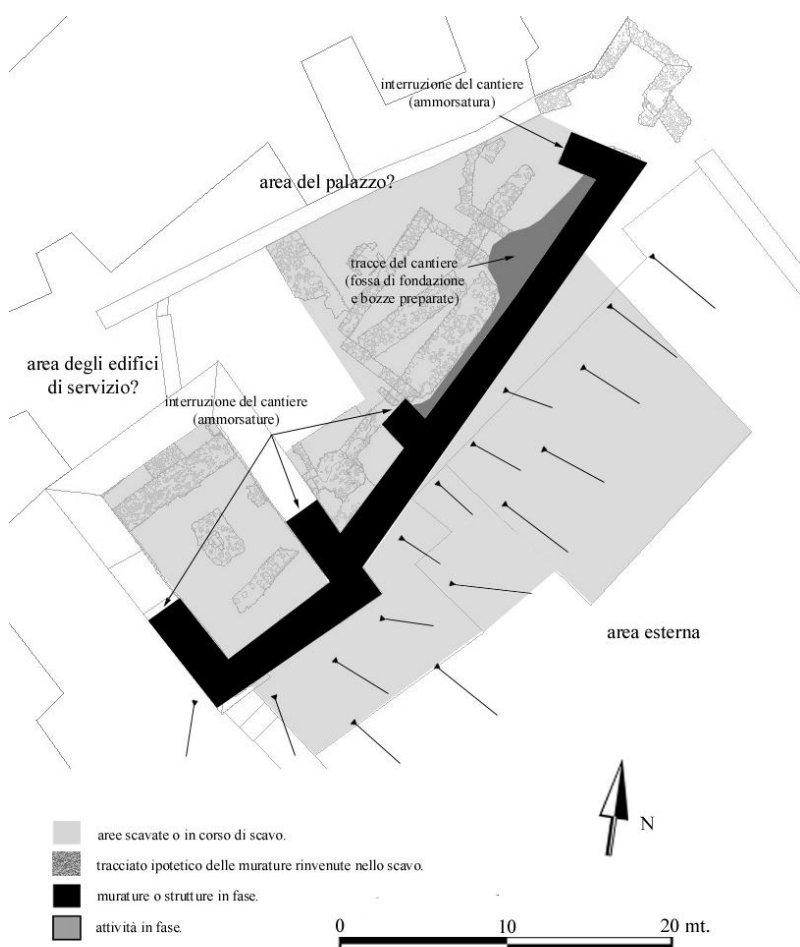 interruzione del cantiere
(ammorsatura)
area del palazzo?
tracce del cantiere
(fossa di fondazione
e bozze preparate)
area degli edifici
di servizio?
interruzione del cantiere
(ammorsature)
area esterna
N
aree scavate o in corso di scavo.
tracciato ipotetico delle murature rinvenute nello scavo.
murature o strutture in fase.
attività in fase.
0 10 20 mt.